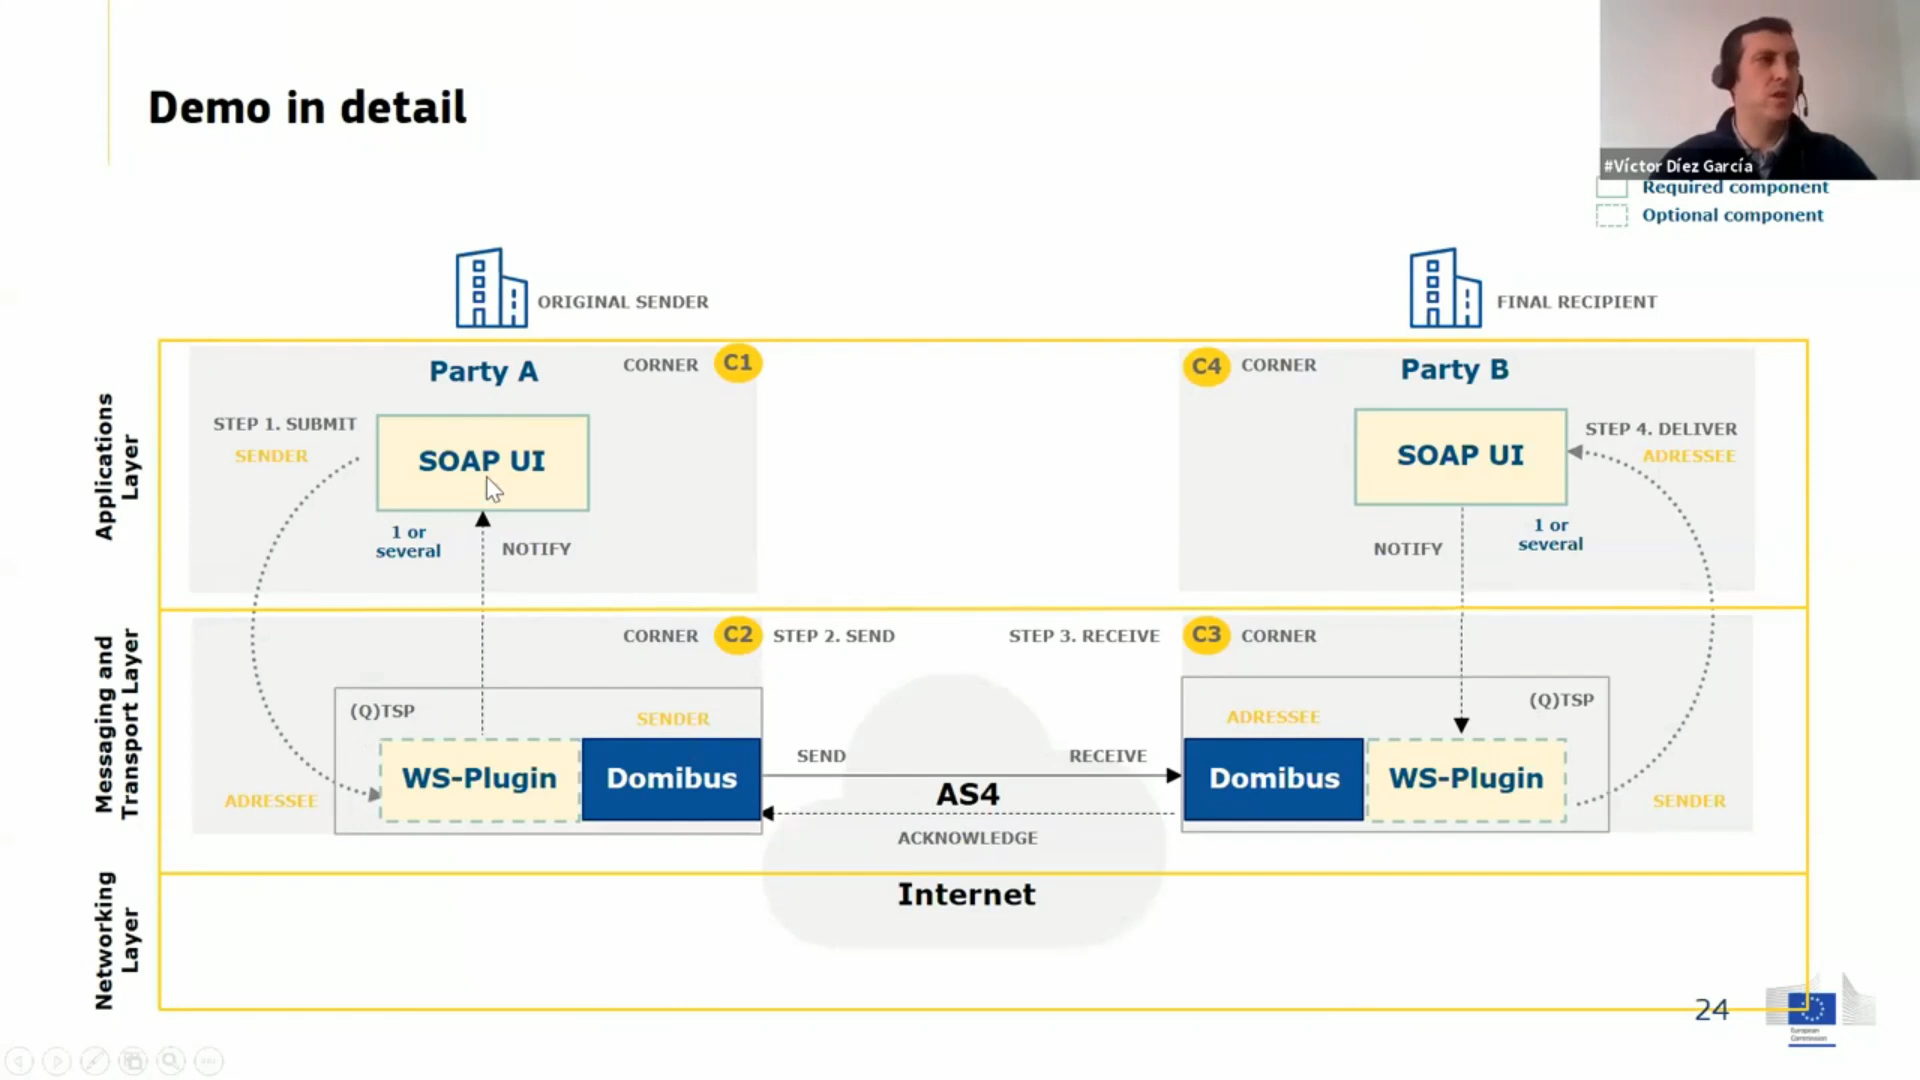 Demo in detail
#Víctor Díez García
Required component
Optional component
ORIGINAL SENDER
FINAL RECIPIENT
Applications
Layer
Party A
CORNER C1
STEP 1. SUBMIT
SENDER
SOAP UI
1 or
several
NOTIFY
C4 CORNER
Party B
SOAP UI
STEP 4. DELIVER
ADRESSEE
NOTIFY
1 or
several
Messaging and
Transport Layer
CORNER C2 STEP 2. SEND
STEP 3. RECEIVE C3 CORNER
(Q)TSP
SENDER
WS-Plugin
Domibus
ADRESSEE
SEND
RECEIVE
AS4
ACKNOWLEDGE
(Q)TSP
ADRESSEE
Domibus
WS-Plugin
SENDER
Networking
Layer
Internet
24
European
Commission